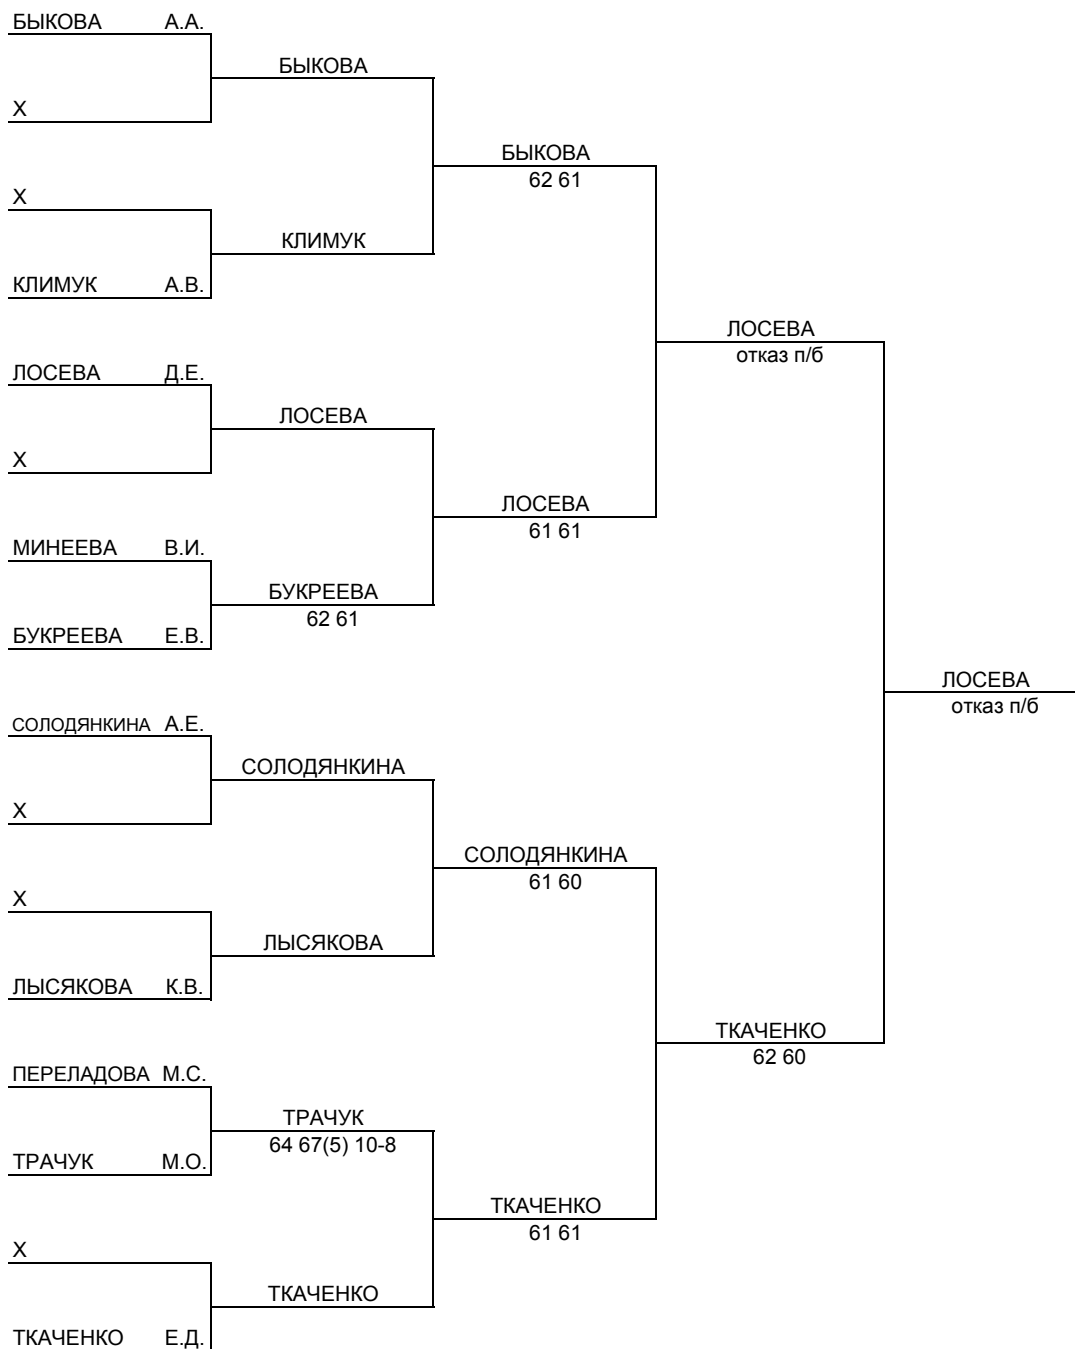 БЫКОВА А.А.
БЫКОВА
X
БЫКОВА
62 61
X
КЛИМУК
КЛИМУК А.В.
ЛОСЕВА
отказ п/б
ЛОСЕВА Д.Е.
ЛОСЕВА
X
ЛОСЕВА
61 61
МИНЕЕВА В.И.
БУКРЕЕВА
62 61
БУКРЕЕВА Е.В.
ЛОСЕВА
отказ п/б
СОЛОДЯНКИНА А.Е.
СОЛОДЯНКИНА
X
СОЛОДЯНКИНА
61 60
X
ЛЫСЯКОВА
ЛЫСЯКОВА К.В.
ТКАЧЕНКО
62 60
ПЕРЕЛАДОВА М.С.
ТРАЧУК
64 67(5) 10-8
ТРАЧУК М.О.
ТКАЧЕНКО
61 61
X
ТКАЧЕНКО
ТКАЧЕНКО Е.Д.